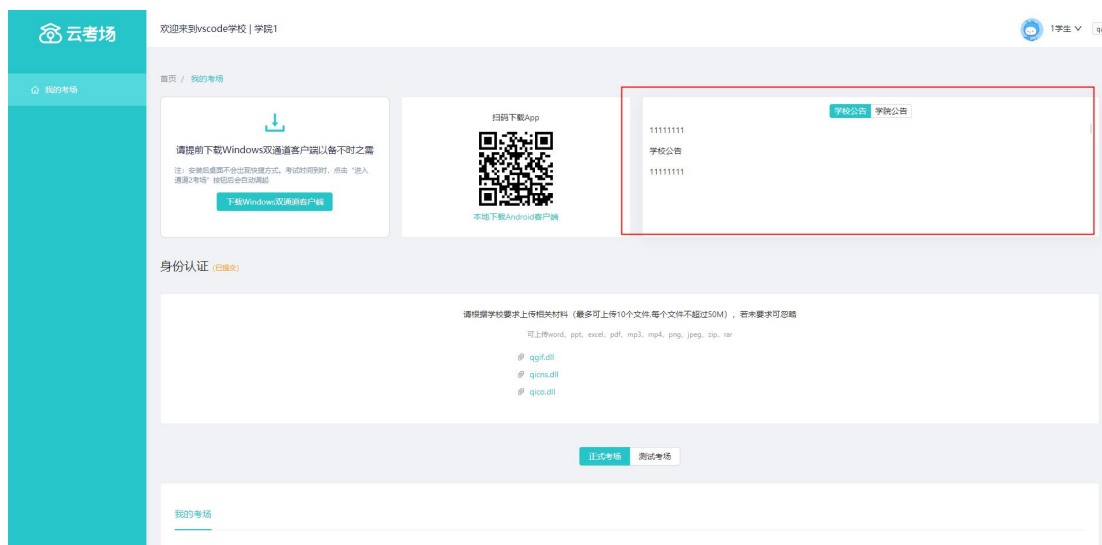 云考场
欢迎来到vscode学校 | 学院1
1学生
我的考场
首页 / 我的考场
请提前下载Windows双通道客户端以备不时之需
注：安装后桌面不会出现快捷方式。考试时间到时，点击“进入
通道2考场”按钮后会自动调起
下载Windows双通道客户端
扫码下载App
本地下载Android客户端
学校公告 学院公告
11111111
学校公告
11111111
身份认证 (已提交)
请根据学校要求上传相关材料（最多可上传10个文件,每个文件不超过50M），若未要求可忽略
可上传word、ppt、excel、pdf、mp3、mp4、png、jpeg、zip、rar
qgif.dll
qicns.dll
qico.dll
正式考场 测试考场
我的考场